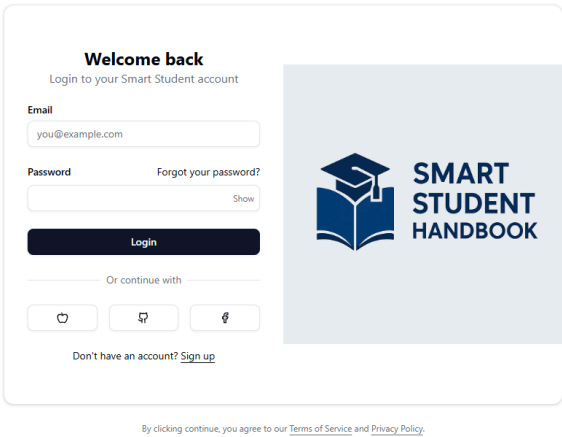 Welcome back
Login to your Smart Student account
Email
you@example.com
Password
Forgot your password?
Show
Login
Or continue with
Don't have an account? Sign up
SMART
STUDENT
HANDBOOK
By clicking continue, you agree to our Terms of Service and Privacy Policy.